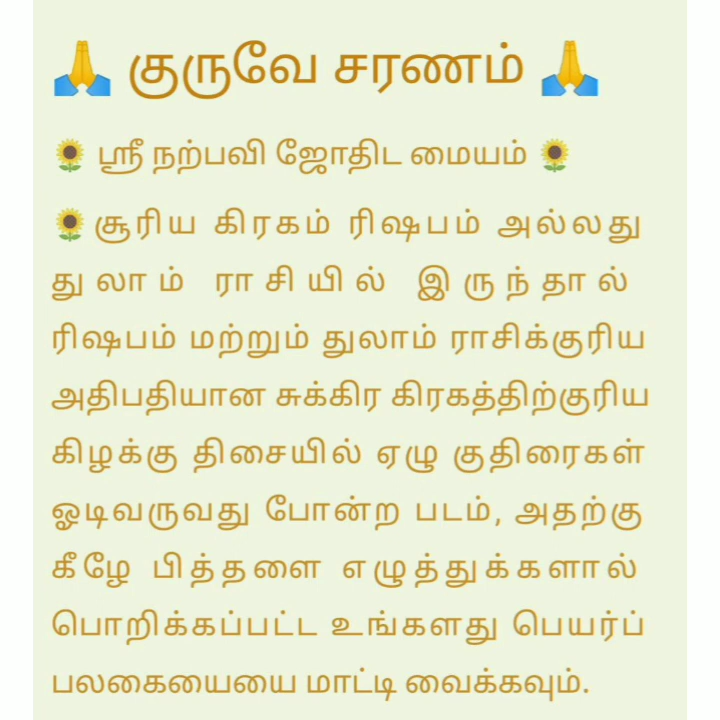 🙏 குருவே சரணம் 🙏
🌻 ஸ்ரீ நற்பவி ஜோதிட மையம் 🌻
🌻 சூரிய கிரகம் ரிஷபம் அல்லது
துலாம் ராசியில் இருந்தால்
ரிஷபம் மற்றும் துலாம் ராசிக்குரிய
அதிபதியான சுக்கிர கிரகத்திற்குரிய
கிழக்கு திசையில் ஏழு குதிரைகள்
ஓடிவருவது போன்ற படம், அதற்கு
கீழே பித்தளை எழுத்துக்களால்
பொறிக்கப்பட்ட உங்களது பெயர்ப்
பலகையையை மாட்டி வைக்கவும்.